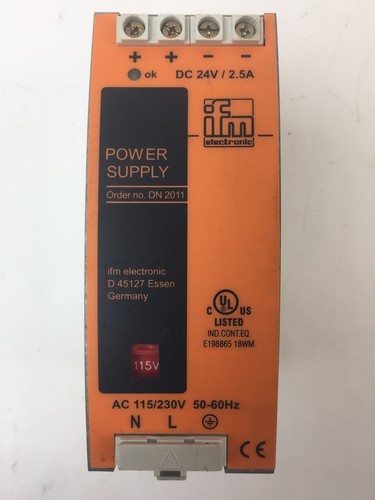 + + − −
ok DC 24V / 2.5A
ifm
electronic
POWER
SUPPLY
Order no. DN 2011
ifm electronic
D 45127 Essen
Germany
C UL US
LISTED
IND.CONT.EQ.
E198865 18WM
115V
AC 115/230V 50-60Hz
N L
CE